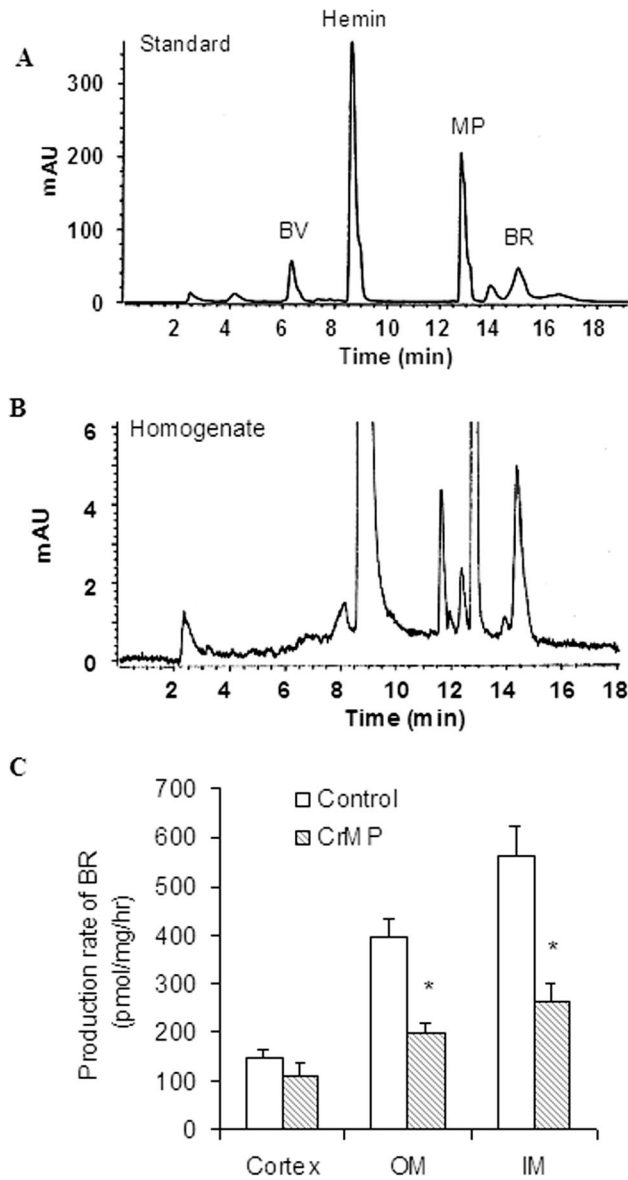 A
Standard
Hemin
BV
MP
BR
mAU
300
200
100
0
2 4 6 8 10 12 14 16 18
Time (min)
B
Homogenate
mAU
6
4
2
0
2 4 6 8 10 12 14 16 18
Time (min)
C
Control
CrMP
Production rate of BR
(pmol/mg/hr)
700
600
500
400
300
200
100
0
*
*
Cortex OM IM